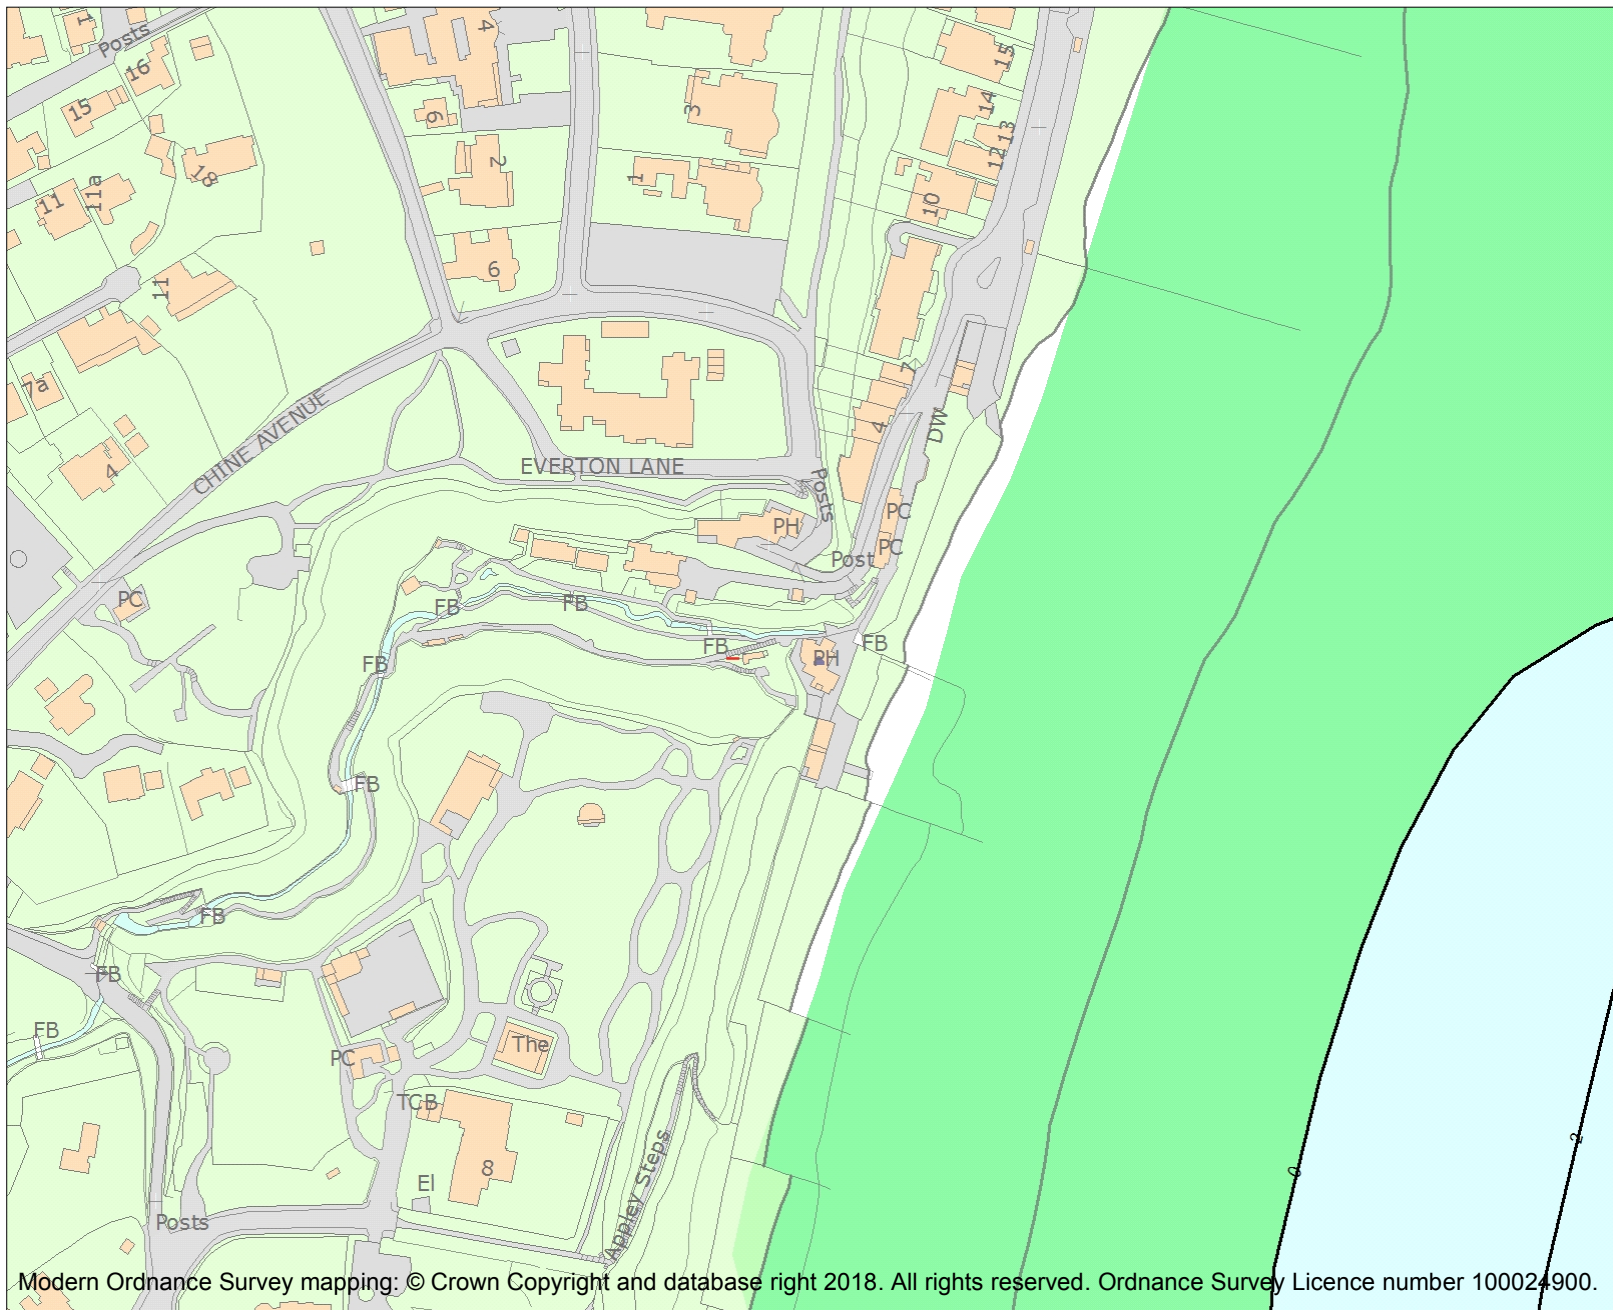 1
Posts
4
15
16
3
14
15
9
13
2
12
18
1
11a
11
10
6
11
7
7a
CHINE AVENUE
4
DW
4
EVERTON LANE
Posts
PC
PH
PC
Post
PC
FB
FB
FB
FB
FB
PH
FB
FB
FB
FB
The
PC
TCB
2
8
0
El
Appley Steps
Posts
Modern Ordnance Survey mapping: © Crown Copyright and database right 2018. All rights reserved. Ordnance Survey Licence number 100024900.